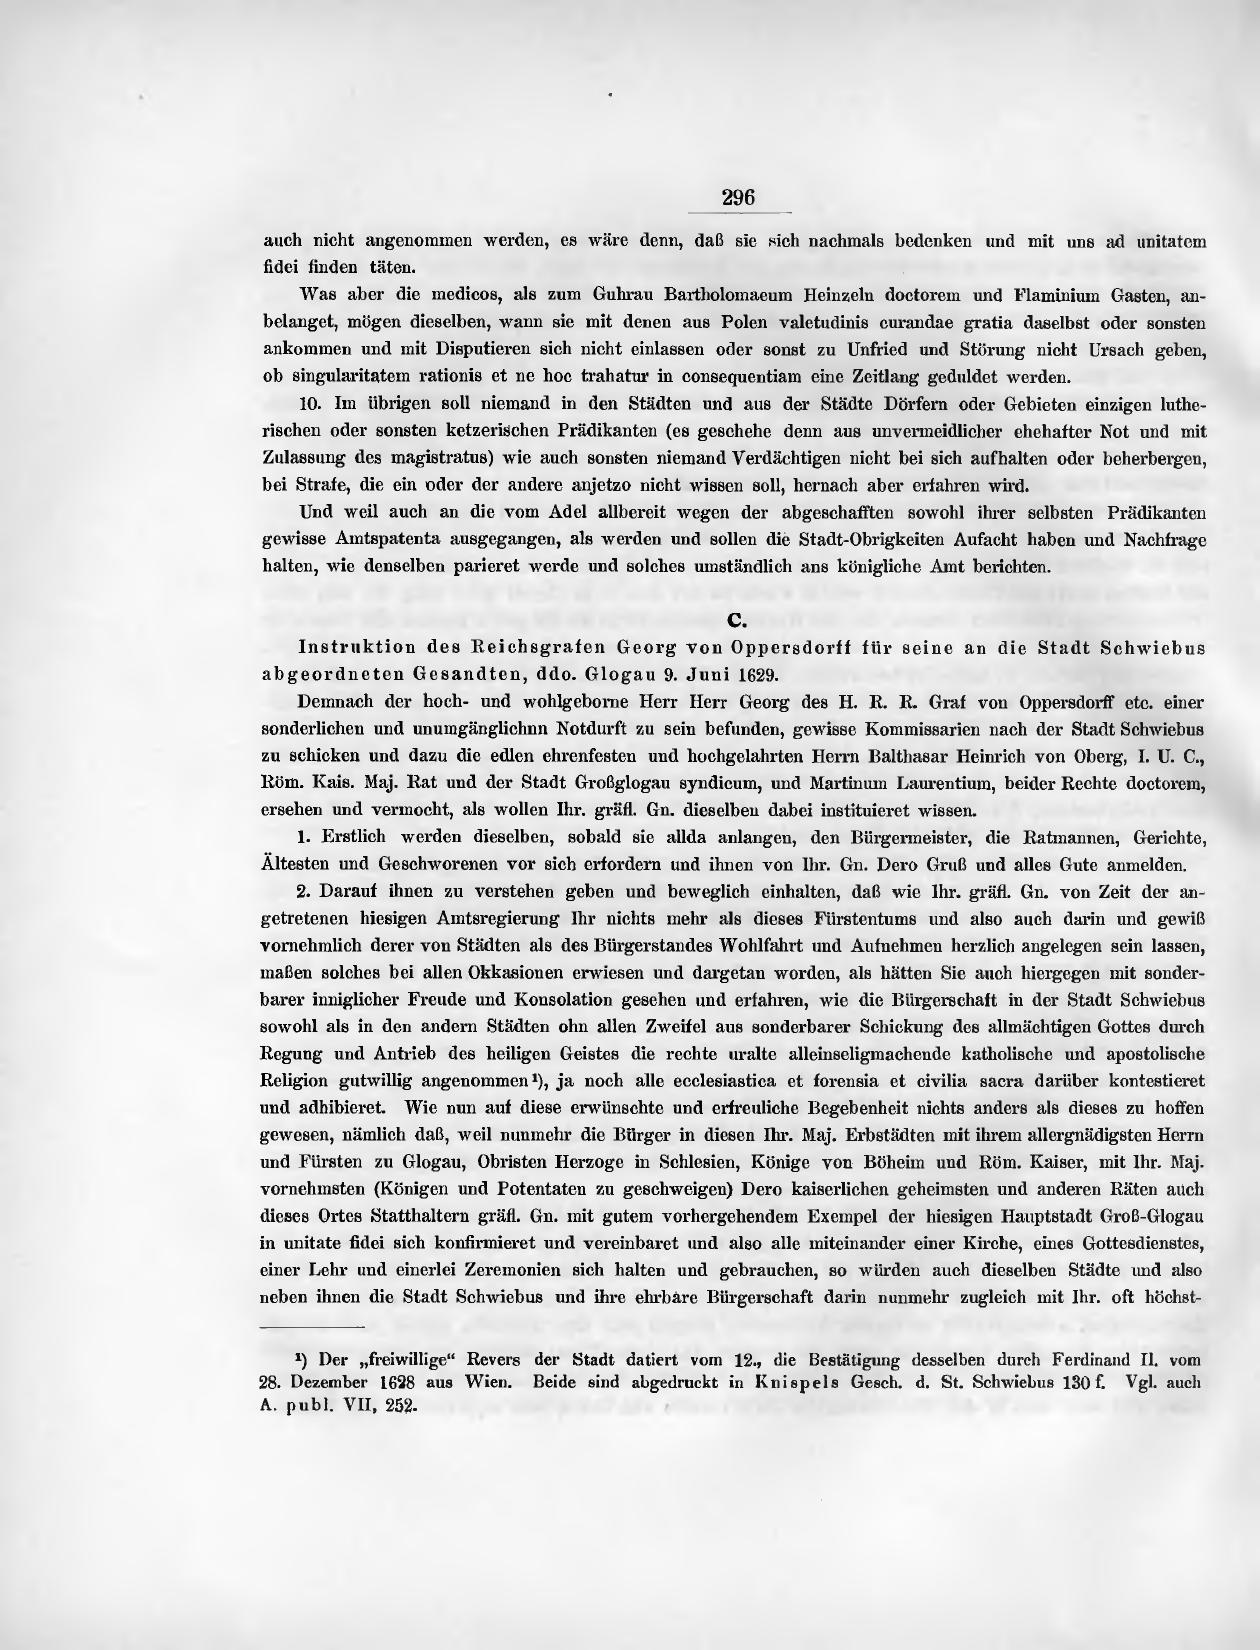 296
auch nicht angenommen werden, es wäre denn, daß sie sich nachmals bedenken und mit uns ad unitatem
fidei finden täten.
Was aber die medicos, als zum Guhrau Bartholomaeum Heinzeln doctorem und Flaminium Gasten, an-
belanget, mögen dieselben, wann sie mit denen aus Polen valetudinis curandae gratia daselbst oder sonsten
ankommen und mit Disputieren sich nicht einlassen oder sonst zu Unfried und Störung nicht Ursach geben,
ob singularitatem rationis et ne hoc trahatur in consequentiam eine Zeitlang geduldet werden.
10. Im übrigen soll niemand in den Städten und aus der Städte Dörfern oder Gebieten einzigen luthe-
rischen oder sonsten ketzerischen Prädikanten (es geschehe denn aus unvermeidlicher ehehafter Not und mit
Zulassung des magistratus) wie auch sonsten niemand Verdächtigen nicht bei sich aufhalten oder beherbergen,
bei Strafe, die ein oder der andere anjetzo nicht wissen soll, hernach aber erfahren wird.
Und weil auch an die vom Adel allbereit wegen der abgeschafften sowohl ihrer selbsten Prädikanten
gewisse Amtspatenta ausgegangen, als werden und sollen die Stadt-Obrigkeiten Aufacht haben und Nachfrage
halten, wie denselben parieret werde und solches umständlich ans königliche Amt berichten.
C.
Instruktion des Reichsgrafen Georg von Oppersdorff für seine an die Stadt Schwiebus
abgeordneten Gesandten, ddo. Glogau 9. Juni 1629.
Demnach der hoch- und wohlgeborne Herr Herr Georg des H. R. R. Graf von Oppersdorff etc. einer
sonderlichen und unumgänglichnn Notdurft zu sein befunden, gewisse Kommissarien nach der Stadt Schwiebus
zu schicken und dazu die edlen ehrenfesten und hochgelahrten Herrn Balthasar Heinrich von Oberg, I. U. C.,
Röm. Kais. Maj. Rat und der Stadt Großglogau syndicum, und Martinum Laurentium, beider Rechte doctorem,
ersehen und vermocht, als wollen Ihr. gräfl. Gn. dieselben dabei instituieret wissen.
1. Erstlich werden dieselben, sobald sie allda anlangen, den Bürgermeister, die Ratmannen, Gerichte,
Ältesten und Geschworenen vor sich erfordern und ihnen von Ihr. Gn. Dero Gruß und alles Gute anmelden.
2. Darauf ihnen zu verstehen geben und beweglich einhalten, daß wie Ihr. gräfl. Gn. von Zeit der an-
getretenen hiesigen Amtsregierung Ihr nichts mehr als dieses Fürstentums und also auch darin und gewiß
vornehmlich derer von Städten als des Bürgerstandes Wohlfahrt und Aufnehmen herzlich angelegen sein lassen,
maßen solches bei allen Okkasionen erwiesen und dargetan worden, als hätten Sie auch hiergegen mit sonder-
barer inniglicher Freude und Konsolation gesehen und erfahren, wie die Bürgerschaft in der Stadt Schwiebus
sowohl als in den andern Städten ohn allen Zweifel aus sonderbarer Schickung des allmächtigen Gottes durch
Regung und Antrieb des heiligen Geistes die rechte uralte alleinseligmachende katholische und apostolische
Religion gutwillig angenommen¹), ja noch alle ecclesiastica et forensia et civilia sacra darüber kontestieret
und adhibieret. Wie nun auf diese erwünschte und erfreuliche Begebenheit nichts anders als dieses zu hoffen
gewesen, nämlich daß, weil nunmehr die Bürger in diesen Ihr. Maj. Erbstädten mit ihrem allergnädigsten Herrn
und Fürsten zu Glogau, Obristen Herzoge in Schlesien, Könige von Böheim und Röm. Kaiser, mit Ihr. Maj.
vornehmsten (Königen und Potentaten zu geschweigen) Dero kaiserlichen geheimsten und anderen Räten auch
dieses Ortes Statthaltern gräfl. Gn. mit gutem vorhergehendem Exempel der hiesigen Hauptstadt Groß-Glogau
in unitate fidei sich konfirmieret und vereinbaret und also alle miteinander einer Kirche, eines Gottesdienstes,
einer Lehr und einerlei Zeremonien sich halten und gebrauchen, so würden auch dieselben Städte und also
neben ihnen die Stadt Schwiebus und ihre ehrbare Bürgerschaft darin nunmehr zugleich mit Ihr. oft höchst-
¹) Der „freiwillige“ Revers der Stadt datiert vom 12., die Bestätigung desselben durch Ferdinand II. vom
28. Dezember 1628 aus Wien. Beide sind abgedruckt in Knispels Gesch. d. St. Schwiebus 130 f. Vgl. auch
A. publ. VII, 252.